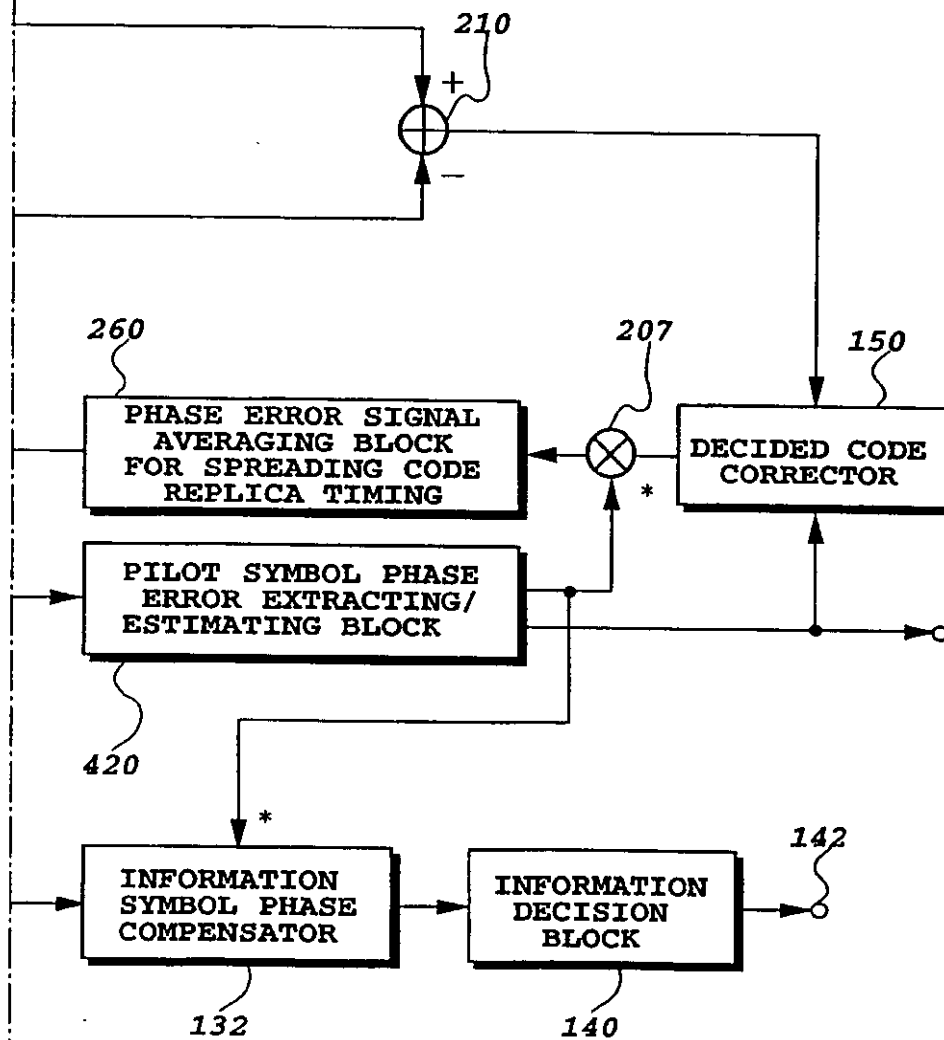 210
+
−
260
207
150
PHASE ERROR SIGNAL
AVERAGING BLOCK
FOR SPREADING CODE
REPLICA TIMING
DECIDED CODE
CORRECTOR
*
PILOT SYMBOL PHASE
ERROR EXTRACTING/
ESTIMATING BLOCK
420
*
142
INFORMATION
SYMBOL PHASE
COMPENSATOR
INFORMATION
DECISION
BLOCK
132
140